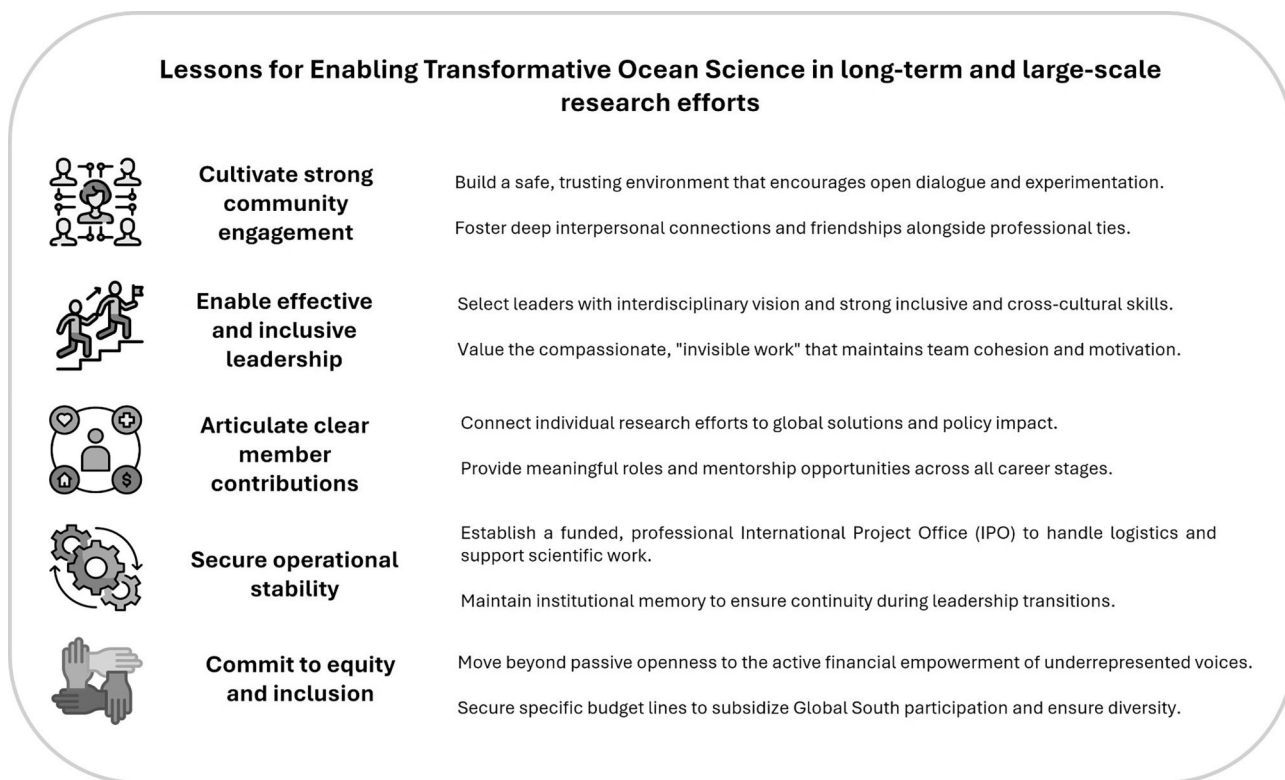 Lessons for Enabling Transformative Ocean Science in long-term and large-scale
research efforts
Cultivate strong
community
engagement
Build a safe, trusting environment that encourages open dialogue and experimentation.
Foster deep interpersonal connections and friendships alongside professional ties.
Enable effective
and inclusive
leadership
Select leaders with interdisciplinary vision and strong inclusive and cross-cultural skills.
Value the compassionate, "invisible work" that maintains team cohesion and motivation.
Articulate clear
member
contributions
Connect individual research efforts to global solutions and policy impact.
Provide meaningful roles and mentorship opportunities across all career stages.
$
Secure operational
stability
Establish a funded, professional International Project Office (IPO) to handle logistics and
support scientific work.
Maintain institutional memory to ensure continuity during leadership transitions.
Commit to equity
and inclusion
Move beyond passive openness to the active financial empowerment of underrepresented voices.
Secure specific budget lines to subsidize Global South participation and ensure diversity.